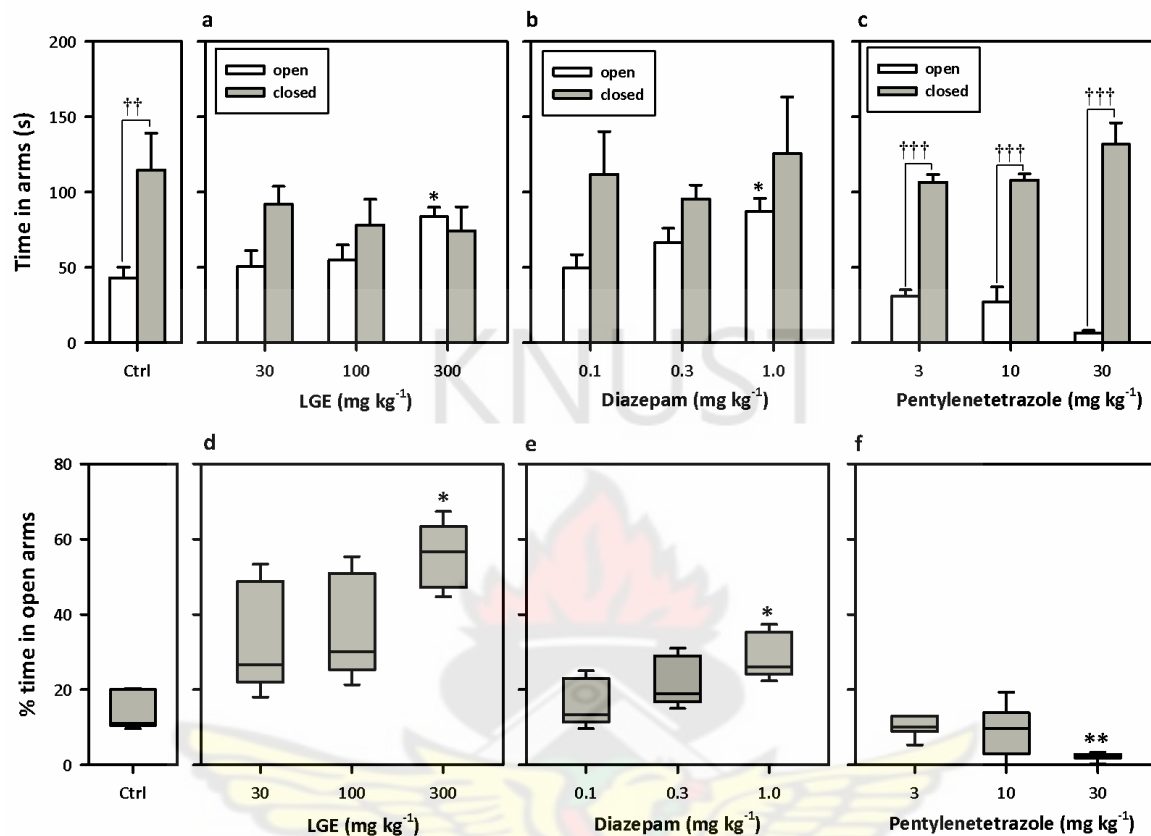 a
b
c
Time in arms (s)
200
150
100
50
0
††
Ctrl
open
closed
*
30 100 300
LGE (mg kg⁻¹)
open
closed
*
0.1 0.3 1.0
Diazepam (mg kg⁻¹)
open
closed
†††
†††
†††
3 10 30
Pentylenetetrazole (mg kg⁻¹)
KNUST
d
e
f
% time in open arms
80
60
40
20
0
Ctrl
*
30 100 300
LGE (mg kg⁻¹)
*
0.1 0.3 1.0
Diazepam (mg kg⁻¹)
**
3 10 30
Pentylenetetrazole (mg kg⁻¹)